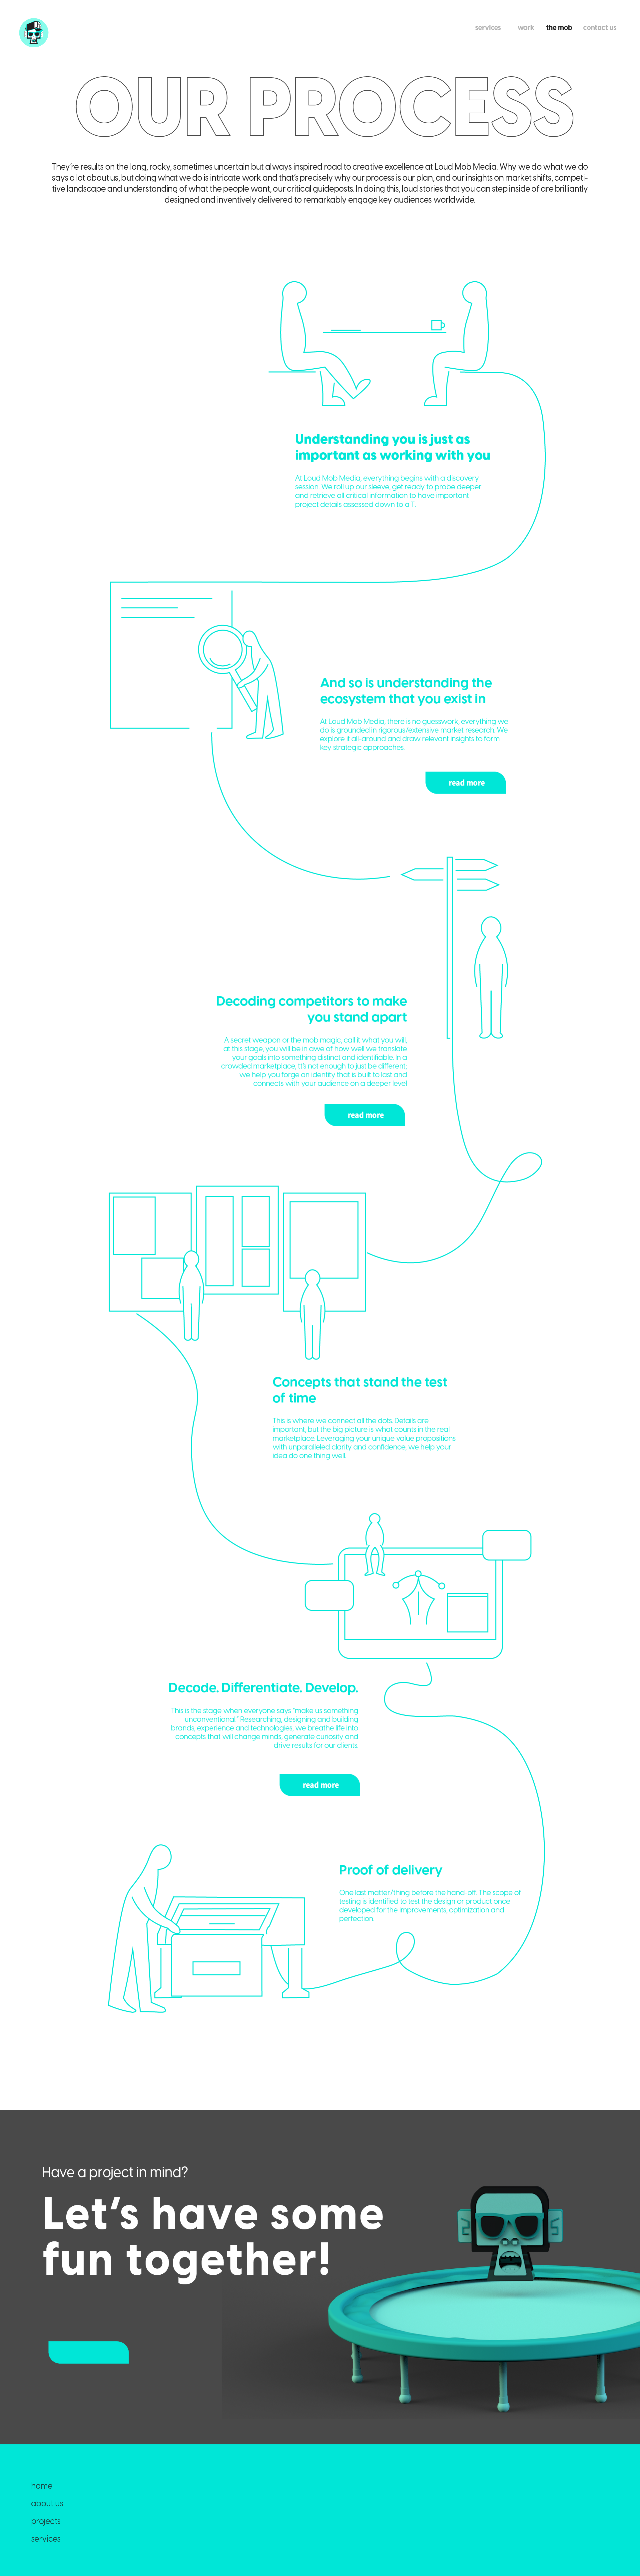 services work the mob contact us
OUR PROCESS
They're results on the long, rocky, sometimes uncertain but always inspired road to creative excellence at Loud Mob Media. Why we do what we do
says a lot about us, but doing what we do is intricate work and that's precisely why our process is our plan, and our insights on market shifts, competi-
tive landscape and understanding of what the people want, our critical guideposts. In doing this, loud stories that you can step inside of are brilliantly
designed and inventively delivered to remarkably engage key audiences worldwide.
Understanding you is just as
important as working with you
At Loud Mob Media, everything begins with a discovery
session. We roll up our sleeve, get ready to probe deeper
and retrieve all critical information to have important
project details assessed down to a T.
And so is understanding the
ecosystem that you exist in
At Loud Mob Media, there is no guesswork, everything we
do is grounded in rigorous/extensive market research. We
explore it all-around and draw relevant insights to form
key strategic approaches.
read more
Decoding competitors to make
you stand apart
A secret weapon or the mob magic, call it what you will,
at this stage, you will be in awe of how well we translate
your goals into something distinct and identifiable. In a
crowded marketplace, tt's not enough to just be different;
we help you forge an identity that is built to last and
connects with your audience on a deeper level
read more
Concepts that stand the test
of time
This is where we connect all the dots. Details are
important, but the big picture is what counts in the real
marketplace. Leveraging your unique value propositions
with unparalleled clarity and confidence, we help your
idea do one thing well.
Decode. Differentiate. Develop.
This is the stage when everyone says "make us something
unconventional." Researching, designing and building
brands, experience and technologies, we breathe life into
concepts that will change minds, generate curiosity and
drive results for our clients.
read more
Proof of delivery
One last matter/thing before the hand-off. The scope of
testing is identified to test the design or product once
developed for the improvements, optimization and
perfection.
Have a project in mind?
Let's have some
fun together!
home
about us
projects
services